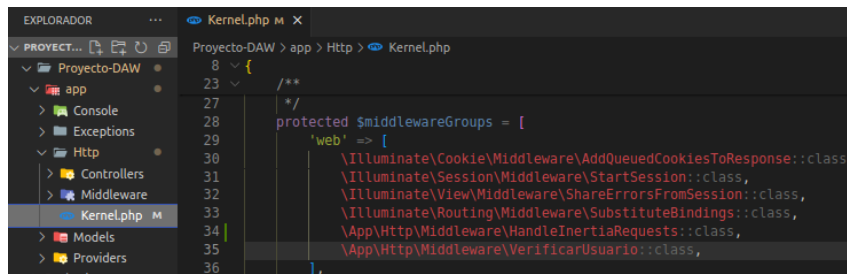 EXPLORADOR ...
PROYECT...
Proyecto-DAW
app
Console
Exceptions
Http
Controllers
Middleware
Kernel.php M
Models
Providers
Kernel.php M ×
Proyecto-DAW > app > Http > Kernel.php
8 {
23 /**
27 */
28 protected $middlewareGroups = [
29 'web' => [
30 \Illuminate\Cookie\Middleware\AddQueuedCookiesToResponse::class
31 \Illuminate\Session\Middleware\StartSession::class,
32 \Illuminate\View\Middleware\ShareErrorsFromSession::class,
33 \Illuminate\Routing\Middleware\SubstituteBindings::class,
34 \App\Http\Middleware\HandleInertiaRequests::class,
35 \App\Http\Middleware\VerificarUsuario::class,
36 ],